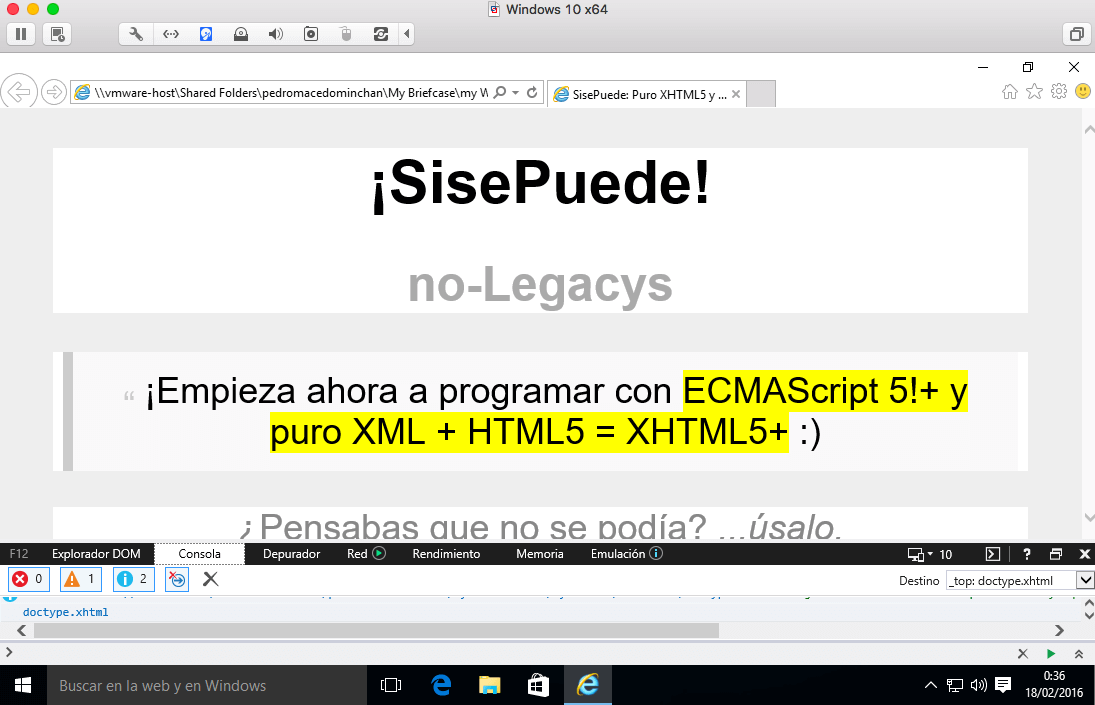 Windows 10 x64
\\vmware-host\Shared Folders\pedromacedominchan\My Briefcase\my W
SisePuede: Puro XHTML5 y ...
¡SisePuede!
no-Legacys
“ ¡Empieza ahora a programar con ECMAScript 5!+ y
puro XML + HTML5 = XHTML5+ :)
¿Pensabas que no se podía? ...úsalo.
F12 Explorador DOM Consola Depurador Red Rendimiento Memoria Emulación 10 ?
0 1 2 Destino _top: doctype.xhtml
doctype.xhtml
Buscar en la web y en Windows
0:36
18/02/2016